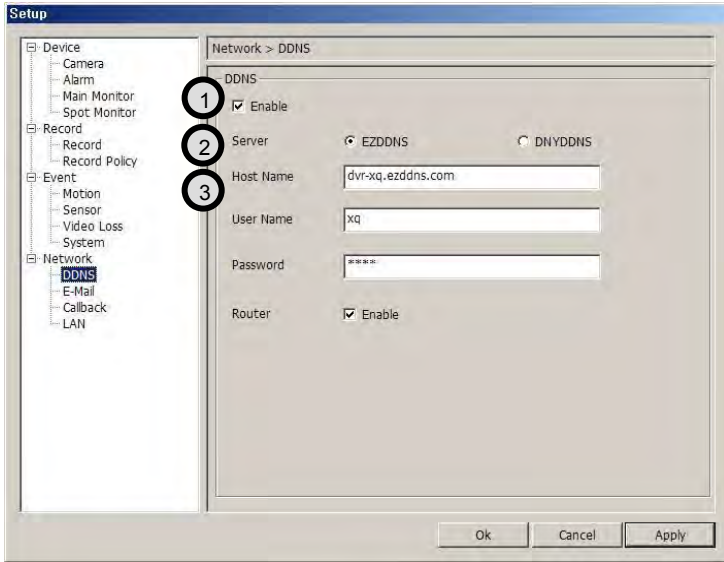 Setup
Device
Camera
Alarm
Main Monitor
Spot Monitor
Record
Record
Record Policy
Event
Motion
Sensor
Video Loss
System
Network
DDNS
E-Mail
Callback
LAN
Network > DDNS
DDNS
1
Enable
2
Server EZDDNS DNYDDNS
3
Host Name dvr-xq.ezddns.com
User Name xq
Password ****
Router Enable
Ok Cancel Apply